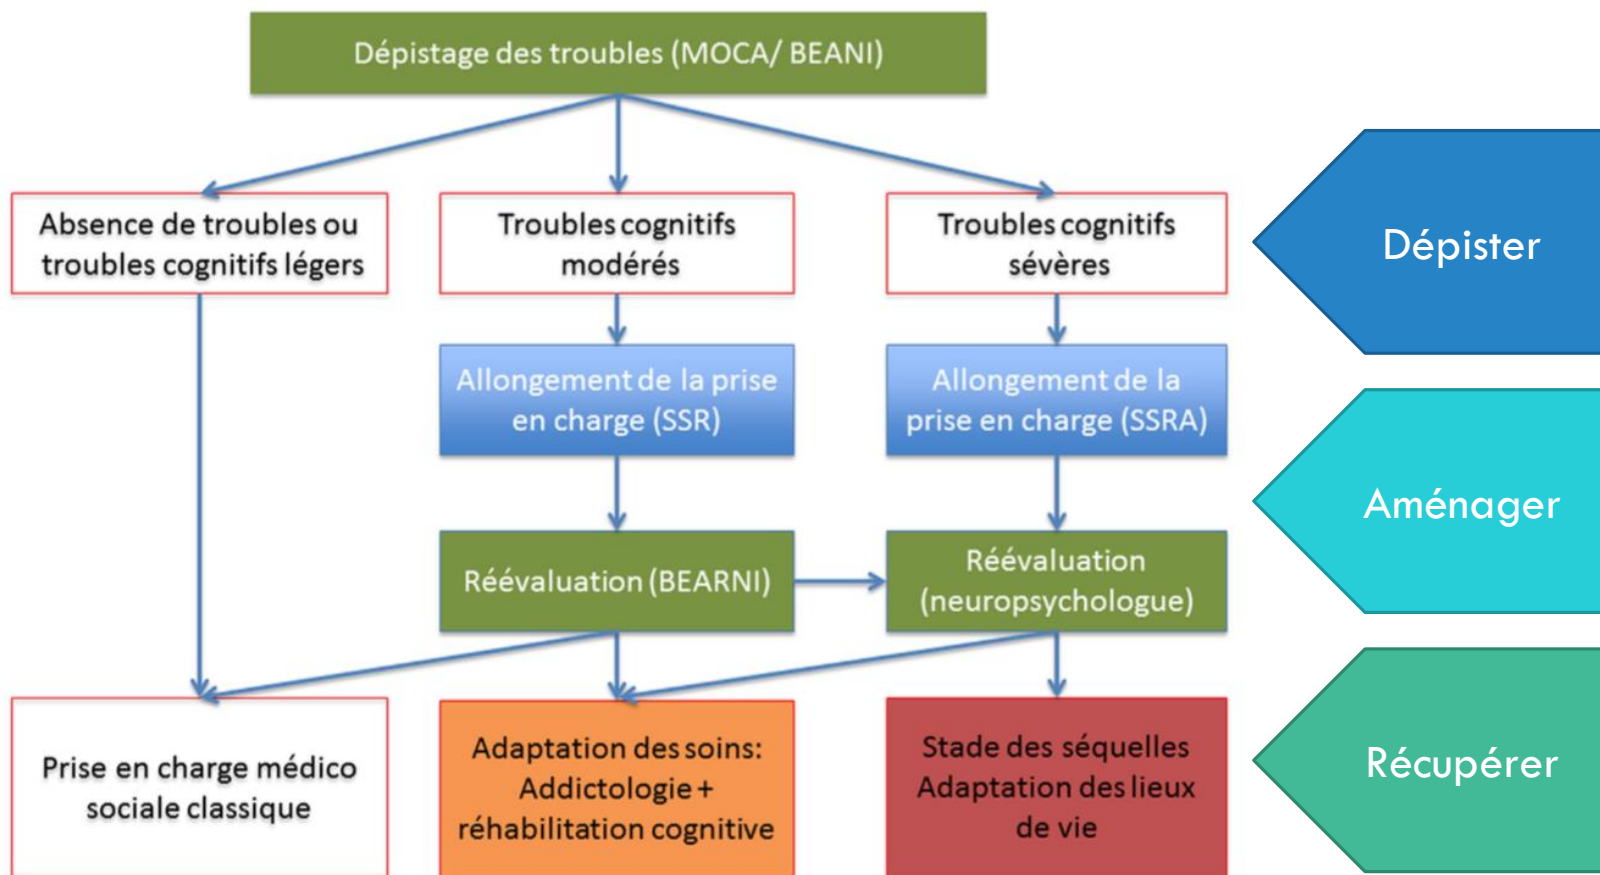 Dépistage des troubles (MOCA/ BEANI)
Absence de troubles ou
troubles cognitifs légers
Troubles cognitifs
modérés
Troubles cognitifs
sévères
Dépister
Allongement de la prise
en charge (SSR)
Allongement de la
prise en charge (SSRA)
Aménager
Réévaluation (BEARNI)
Réévaluation
(neuropsychologue)
Prise en charge médico
sociale classique
Adaptation des soins:
Addictologie +
réhabilitation cognitive
Stade des séquelles
Adaptation des lieux
de vie
Récupérer